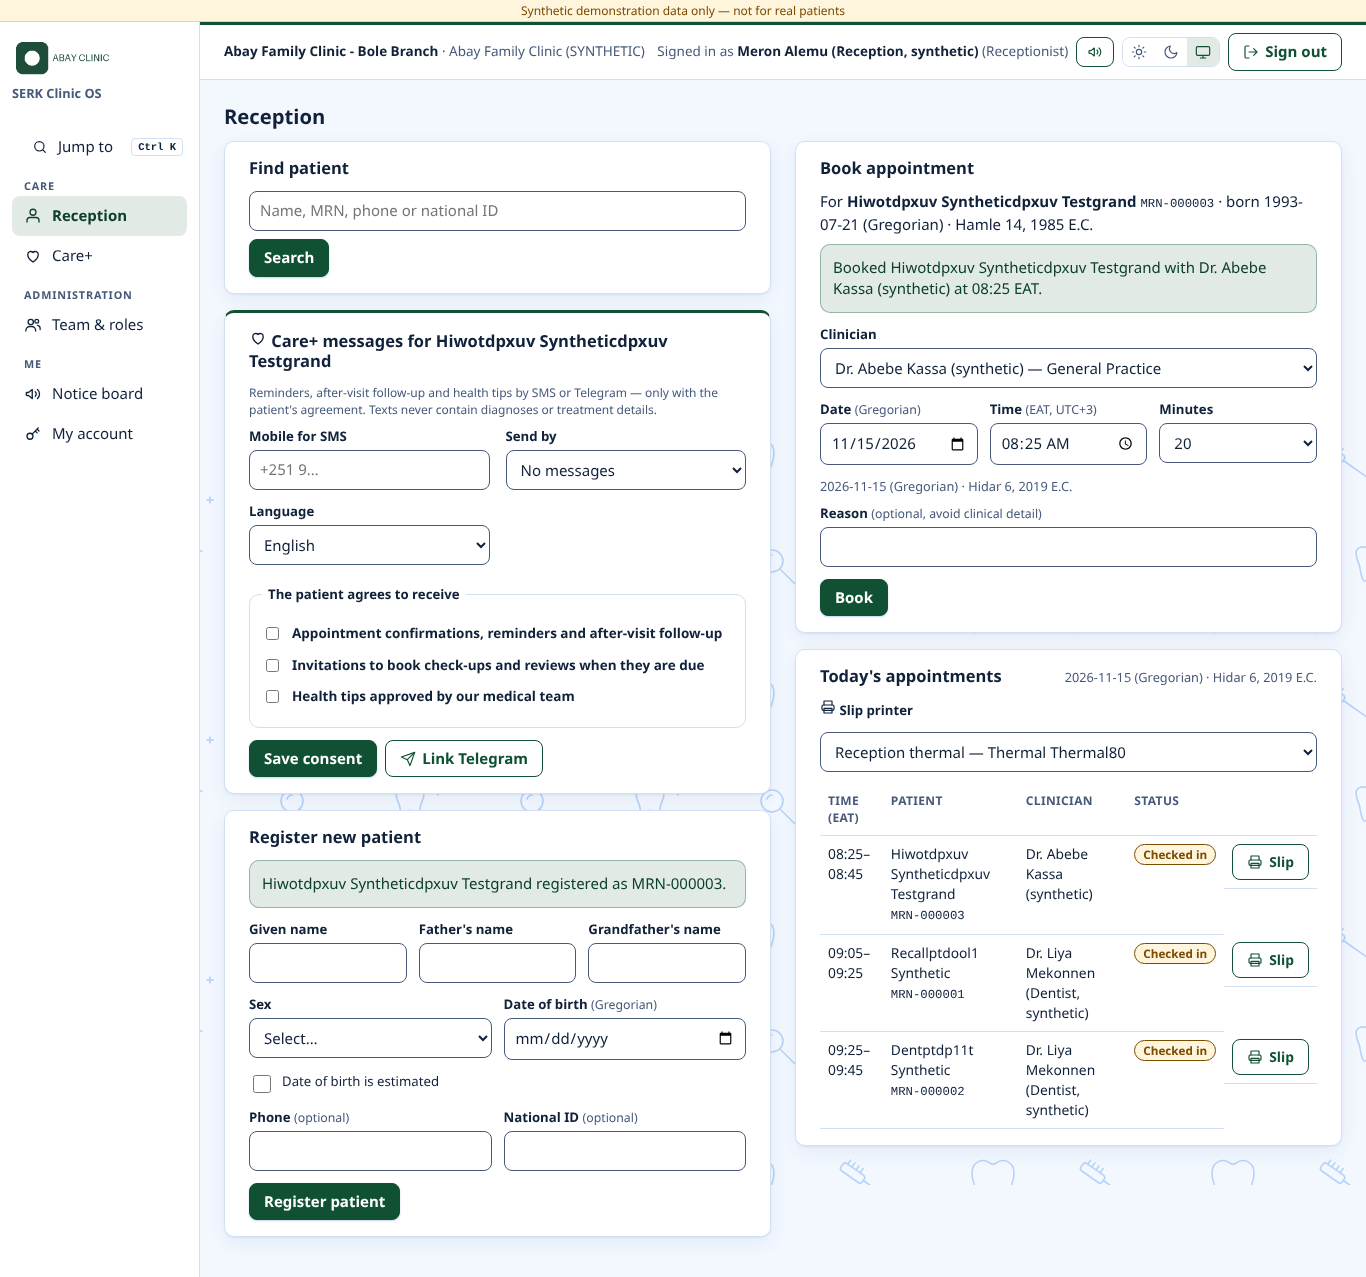 Synthetic demonstration data only — not for real patients
ABAY CLINIC
SERK Clinic OS
Jump to Ctrl K
CARE
Reception
Care+
ADMINISTRATION
Team & roles
ME
Notice board
My account
Abay Family Clinic - Bole Branch · Abay Family Clinic (SYNTHETIC) Signed in as Meron Alemu (Reception, synthetic) (Receptionist) Sign out
Reception
Find patient
Name, MRN, phone or national ID
Search
Care+ messages for Hiwotdpxuv Syntheticdpxuv
Testgrand
Reminders, after-visit follow-up and health tips by SMS or Telegram — only with the
patient's agreement. Texts never contain diagnoses or treatment details.
Mobile for SMS Send by
+251 9... No messages
Language
English
The patient agrees to receive
Appointment confirmations, reminders and after-visit follow-up
Invitations to book check-ups and reviews when they are due
Health tips approved by our medical team
Save consent Link Telegram
Register new patient
Hiwotdpxuv Syntheticdpxuv Testgrand registered as MRN-000003.
Given name Father's name Grandfather's name
Sex Date of birth (Gregorian)
Select... mm/dd/yyyy
Date of birth is estimated
Phone (optional) National ID (optional)
Register patient
Book appointment
For Hiwotdpxuv Syntheticdpxuv Testgrand MRN-000003 · born 1993-
07-21 (Gregorian) · Hamle 14, 1985 E.C.
Booked Hiwotdpxuv Syntheticdpxuv Testgrand with Dr. Abebe
Kassa (synthetic) at 08:25 EAT.
Clinician
Dr. Abebe Kassa (synthetic) — General Practice
Date (Gregorian) Time (EAT, UTC+3) Minutes
11/15/2026 08:25 AM 20
2026-11-15 (Gregorian) · Hidar 6, 2019 E.C.
Reason (optional, avoid clinical detail)
Book
Today's appointments 2026-11-15 (Gregorian) · Hidar 6, 2019 E.C.
Slip printer
Reception thermal — Thermal Thermal80
TIME PATIENT CLINICIAN STATUS
(EAT)
08:25– Hiwotdpxuv Dr. Abebe Checked in Slip
08:45 Syntheticdpxuv Kassa
Testgrand (synthetic)
MRN-000003
09:05– Recallptdool1 Dr. Liya Checked in Slip
09:25 Synthetic Mekonnen
MRN-000001 (Dentist,
synthetic)
09:25– Dentptdp11t Dr. Liya Checked in Slip
09:45 Synthetic Mekonnen
MRN-000002 (Dentist,
synthetic)